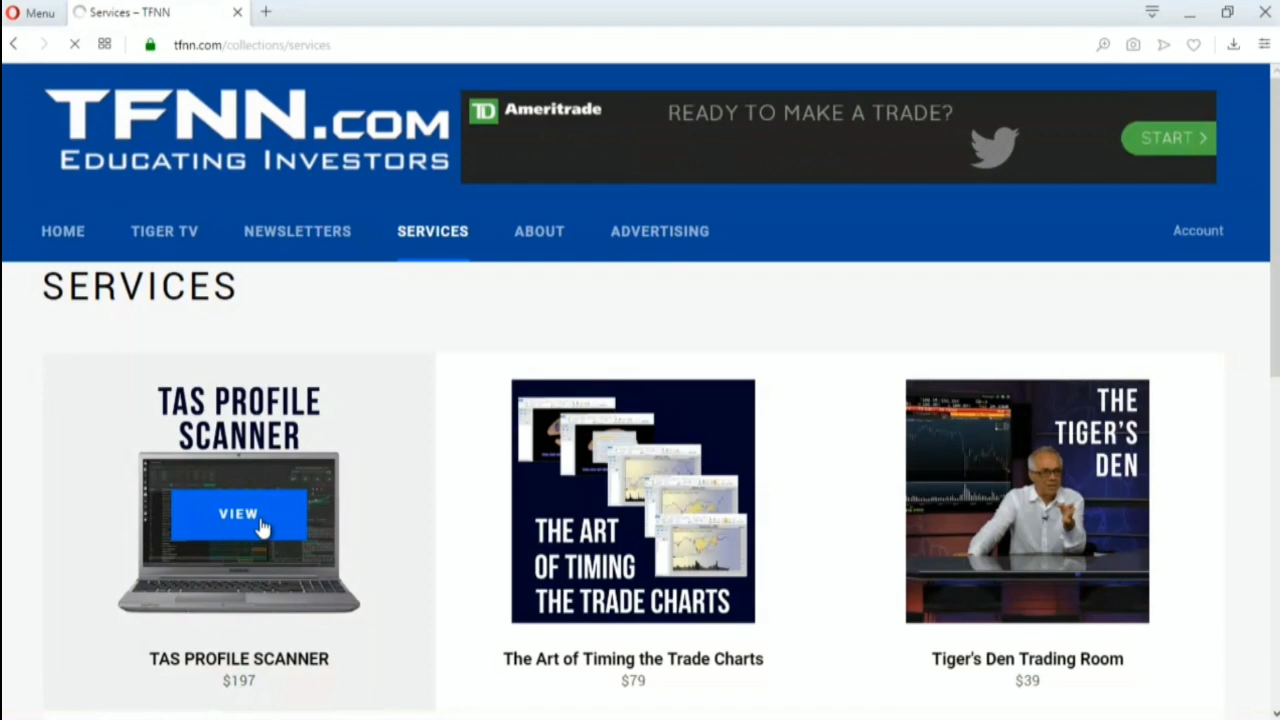 Menu
Services – TFNN
tfnn.com/collections/services
TFNN.COM
EDUCATING INVESTORS
TD Ameritrade
READY TO MAKE A TRADE?
START >
HOME
TIGER TV
NEWSLETTERS
SERVICES
ABOUT
ADVERTISING
Account
SERVICES
TAS PROFILE
SCANNER
VIEW
TAS PROFILE SCANNER
$197
THE ART
OF TIMING
THE TRADE CHARTS
The Art of Timing the Trade Charts
$79
THE
TIGER'S
DEN
Tiger's Den Trading Room
$39